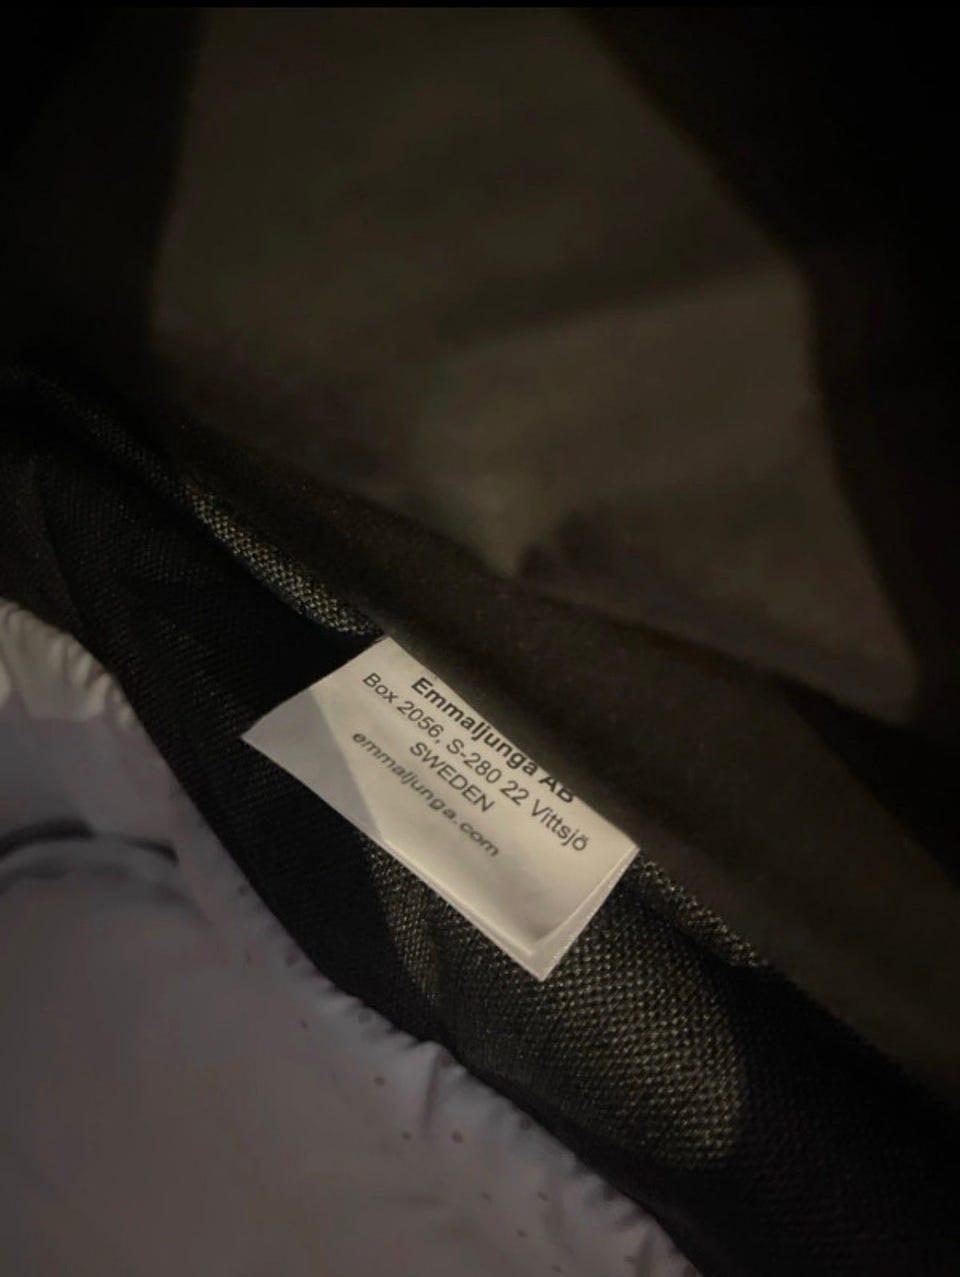 Emmaljunga AB
Box 2056, S-280 22 Vittsjö
SWEDEN
emmaljunga.com